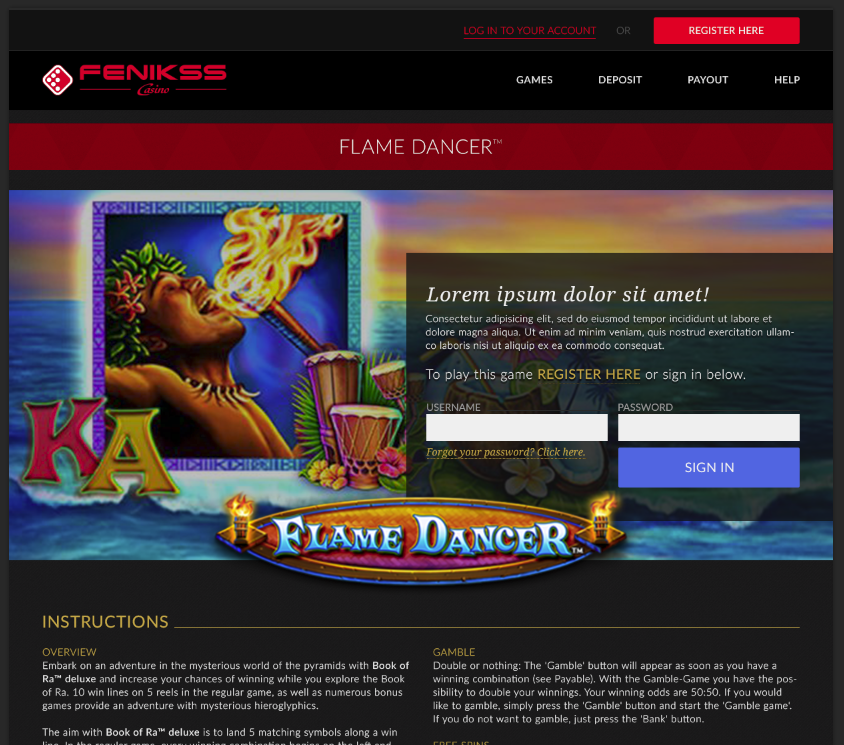 LOG IN TO YOUR ACCOUNT OR REGISTER HERE
FENIKSS
Casino
GAMES DEPOSIT PAYOUT HELP
FLAME DANCER™
KA
Lorem ipsum dolor sit amet!
Consectetur adipisicing elit, sed do eiusmod tempor incididunt ut labore et
dolore magna aliqua. Ut enim ad minim veniam, quis nostrud exercitation ullam-
co laboris nisi ut aliquip ex ea commodo consequat.
To play this game REGISTER HERE or sign in below.
USERNAME PASSWORD
Forgot your password? Click here.
SIGN IN
FLAME DANCER™
INSTRUCTIONS
OVERVIEW
Embark on an adventure in the mysterious world of the pyramids with Book of
Ra™ deluxe and increase your chances of winning while you explore the Book
of Ra. 10 win lines on 5 reels in the regular game, as well as numerous bonus
games provide an adventure with mysterious hieroglyphics.
The aim with Book of Ra™ deluxe is to land 5 matching symbols along a win
line. In the regular game, every winning combination begins on the left and
GAMBLE
Double or nothing: The 'Gamble' button will appear as soon as you have a
winning combination (see Payable). With the Gamble-Game you have the pos-
sibility to double your winnings. Your winning odds are 50:50. If you would
like to gamble, simply press the 'Gamble' button and start the 'Gamble game'.
If you do not want to gamble, just press the 'Bank' button.
FREE SPINS